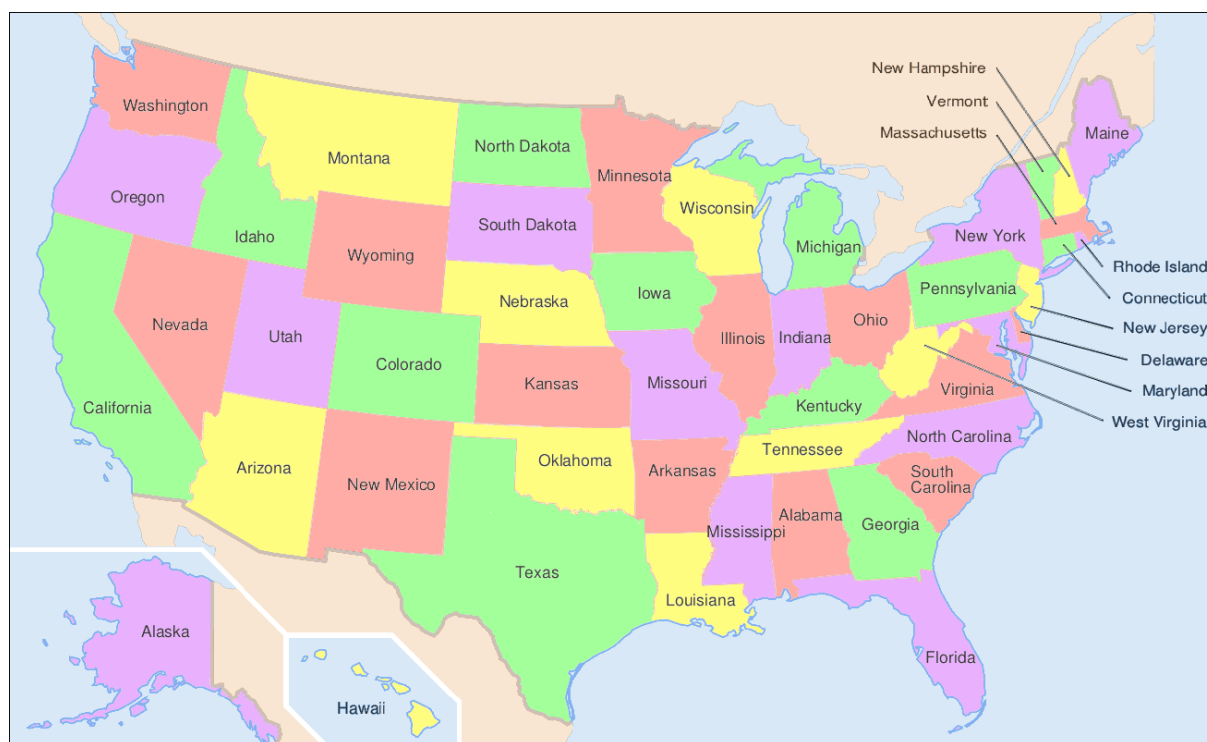 New Hampshire
Vermont
Massachusetts
Washington
Maine
Montana
North Dakota
Minnesota
Oregon
Wisconsin
South Dakota
Idaho
New York
Michigan
Wyoming
Rhode Island
Pennsylvania
Iowa
Connecticut
Nebraska
Nevada
Ohio
New Jersey
Utah
Illinois
Indiana
Delaware
Colorado
Kansas
Missouri
Virginia
Maryland
California
Kentucky
West Virginia
North Carolina
Tennessee
Oklahoma
Arizona
Arkansas
South
Carolina
New Mexico
Alabama
Georgia
Mississippi
Texas
Louisiana
Alaska
Florida
Hawaii